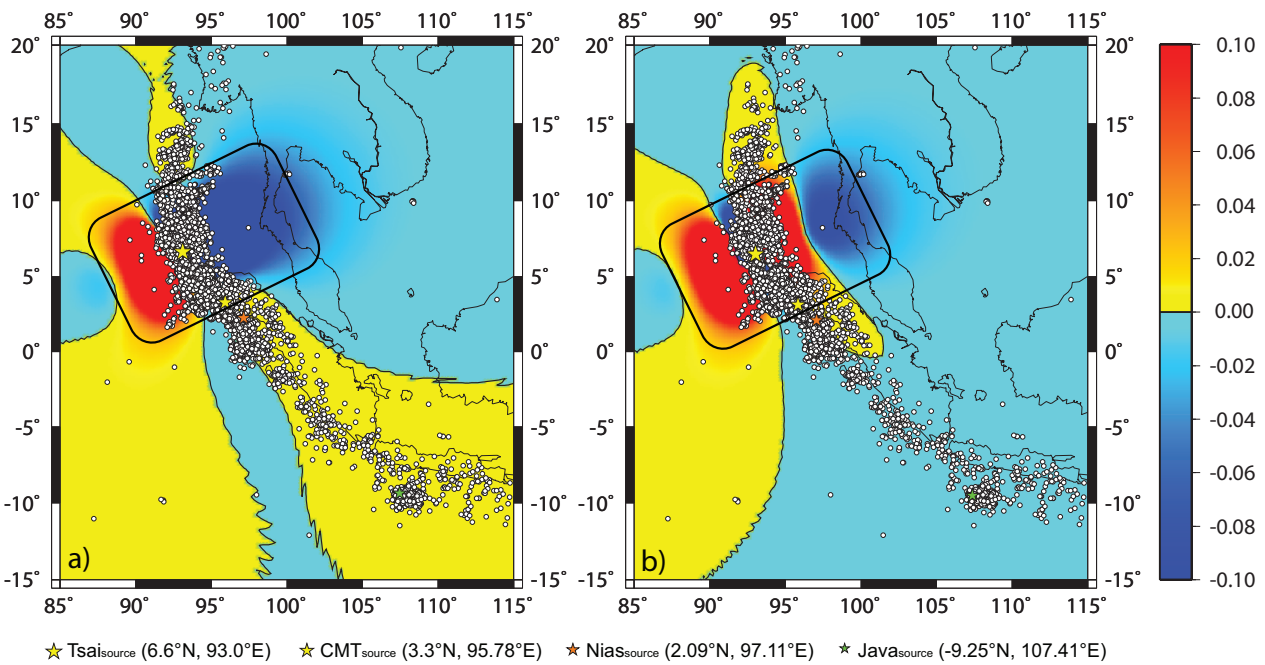 85° 90° 95° 100° 105° 110° 115° 85° 90° 95° 100° 105° 110° 115°
20° 20° 20° 20° 0.10
15° 15° 15° 15° 0.08
0.06
10° 10° 10° 10° 0.04
5° 5° 5° 5° 0.02
0.00
0° 0° 0° 0° -0.02
-5° -5° -5° -5° -0.04
-0.06
-10° -10° -10° -10° -0.08
a) b)
-15° -15° -15° -15° -0.10
85° 90° 95° 100° 105° 110° 115° 85° 90° 95° 100° 105° 110° 115°
Tsaisource (6.6°N, 93.0°E) CMTsource (3.3°N, 95.78°E) Niassource (2.09°N, 97.11°E) Javasource (-9.25°N, 107.41°E)